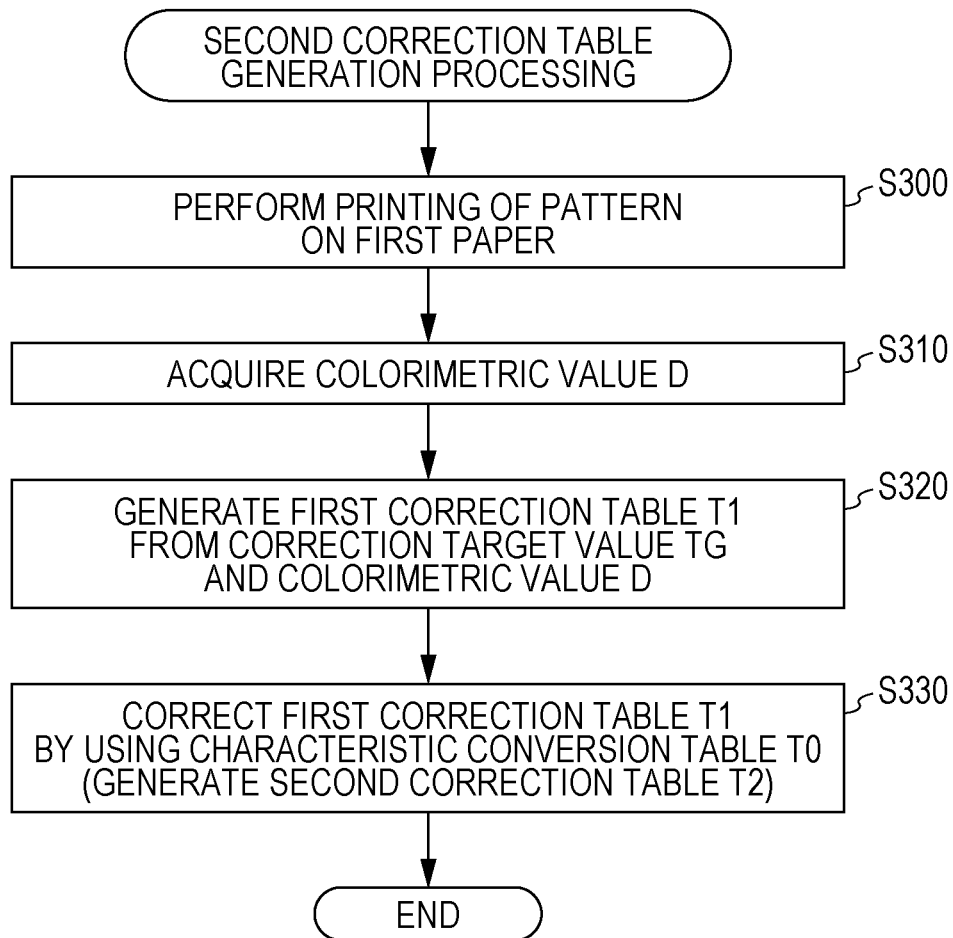 SECOND CORRECTION TABLE
GENERATION PROCESSING
S300
PERFORM PRINTING OF PATTERN
ON FIRST PAPER
S310
ACQUIRE COLORIMETRIC VALUE D
S320
GENERATE FIRST CORRECTION TABLE T1
FROM CORRECTION TARGET VALUE TG
AND COLORIMETRIC VALUE D
S330
CORRECT FIRST CORRECTION TABLE T1
BY USING CHARACTERISTIC CONVERSION TABLE T0
(GENERATE SECOND CORRECTION TABLE T2)
END